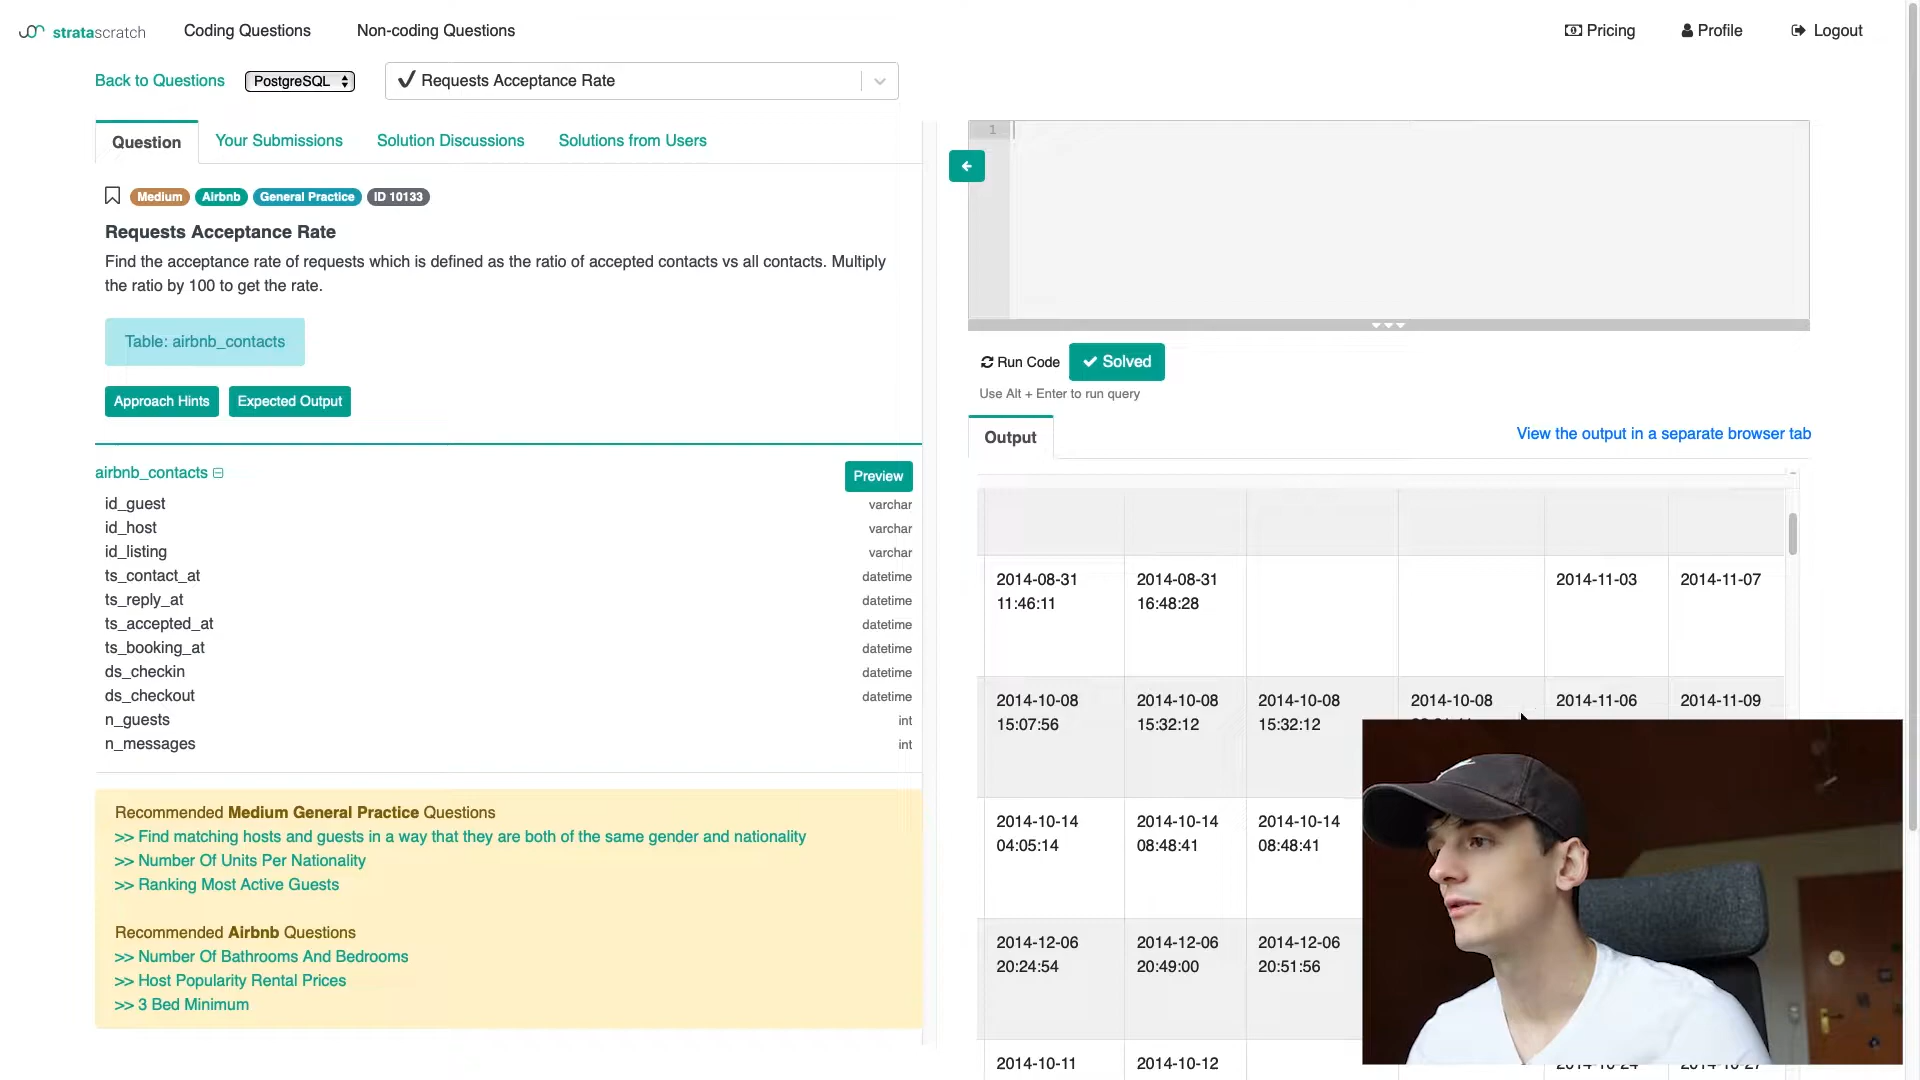 stratascratch
Coding Questions
Non-coding Questions
Pricing
Profile
Logout
Back to Questions
PostgreSQL
Requests Acceptance Rate
Question
Your Submissions
Solution Discussions
Solutions from Users
Medium
Airbnb
General Practice
ID 10133
Requests Acceptance Rate
Find the acceptance rate of requests which is defined as the ratio of accepted contacts vs all contacts. Multiply
the ratio by 100 to get the rate.
Table: airbnb_contacts
Approach Hints
Expected Output
airbnb_contacts
Preview
id_guest varchar
id_host varchar
id_listing varchar
ts_contact_at datetime
ts_reply_at datetime
ts_accepted_at datetime
ts_booking_at datetime
ds_checkin datetime
ds_checkout datetime
n_guests int
n_messages int
Recommended Medium General Practice Questions
>> Find matching hosts and guests in a way that they are both of the same gender and nationality
>> Number Of Units Per Nationality
>> Ranking Most Active Guests
Recommended Airbnb Questions
>> Number Of Bathrooms And Bedrooms
>> Host Popularity Rental Prices
>> 3 Bed Minimum
1
Run Code
Solved
Use Alt + Enter to run query
Output
View the output in a separate browser tab
2014-08-31 2014-08-31 2014-11-03 2014-11-07
11:46:11 16:48:28
2014-10-08 2014-10-08 2014-10-08 2014-10-08 2014-11-06 2014-11-09
15:07:56 15:32:12 15:32:12
2014-10-14 2014-10-14 2014-10-14
04:05:14 08:48:41 08:48:41
2014-12-06 2014-12-06 2014-12-06
20:24:54 20:49:00 20:51:56
2014-10-11 2014-10-12